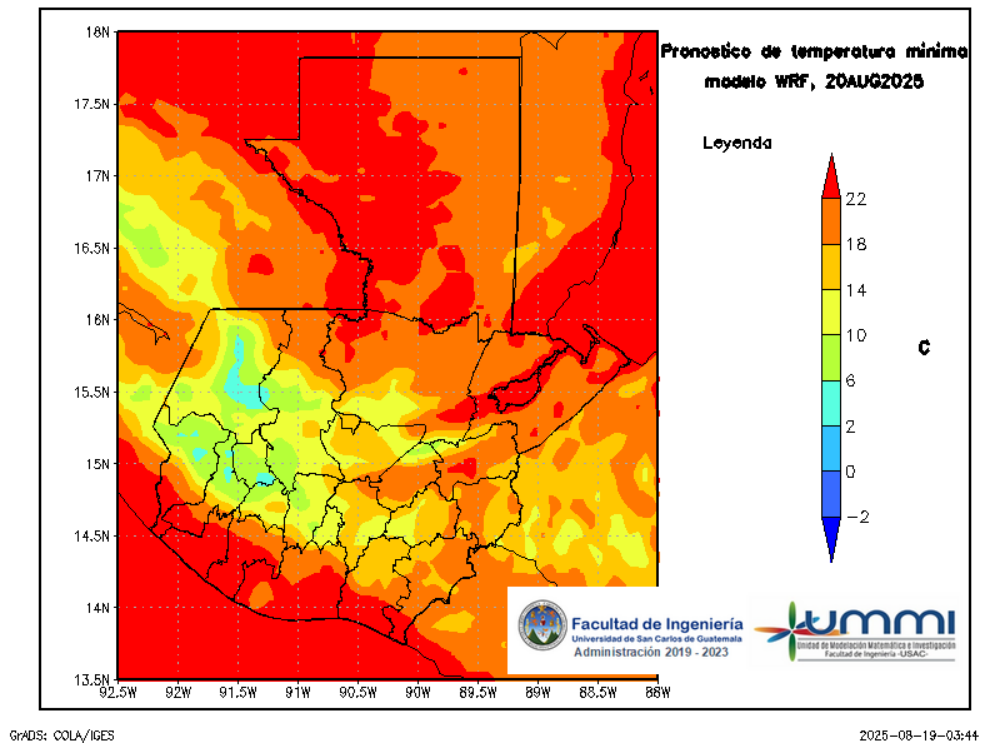 Pronostico de temperatura minima
modelo WRF, 20AUG2025
Leyenda
22
18
14
10
6
2
0
−2
C
18N
17.5N
17N
16.5N
16N
15.5N
15N
14.5N
14N
13.5N
92.5W 92W 91.5W 91W 90.5W 90W 89.5W 89W 88.5W 88W
Facultad de Ingeniería
Universidad de San Carlos de Guatemala
Administración 2019 - 2023
ummi
Unidad de Modelación Matemática e Investigación
Facultad de Ingeniería -USAC-
GrADS: COLA/IGES
2025−08−19−03:44